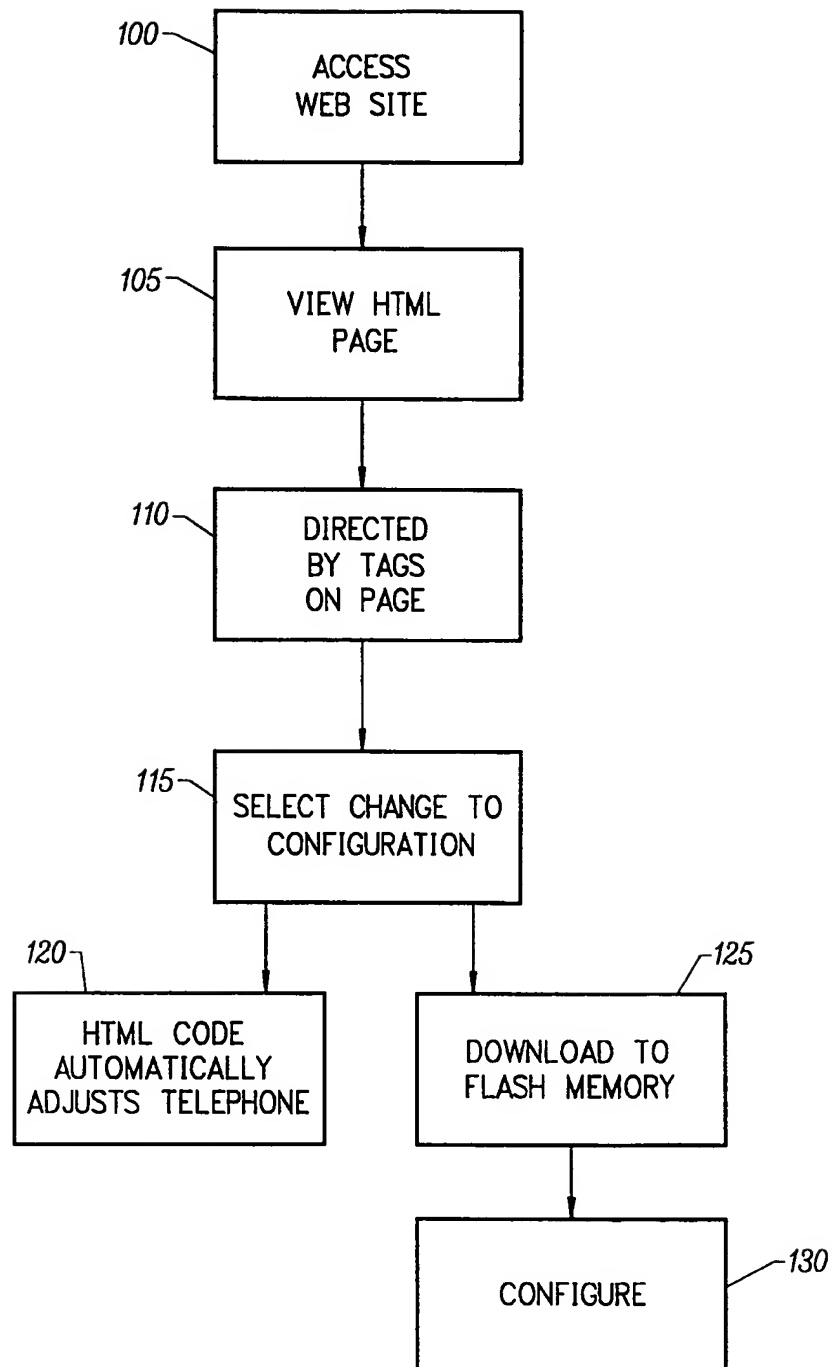 100
ACCESS
WEB SITE
105
VIEW HTML
PAGE
110
DIRECTED
BY TAGS
ON PAGE
115
SELECT CHANGE TO
CONFIGURATION
120
HTML CODE
AUTOMATICALLY
ADJUSTS TELEPHONE
125
DOWNLOAD TO
FLASH MEMORY
130
CONFIGURE